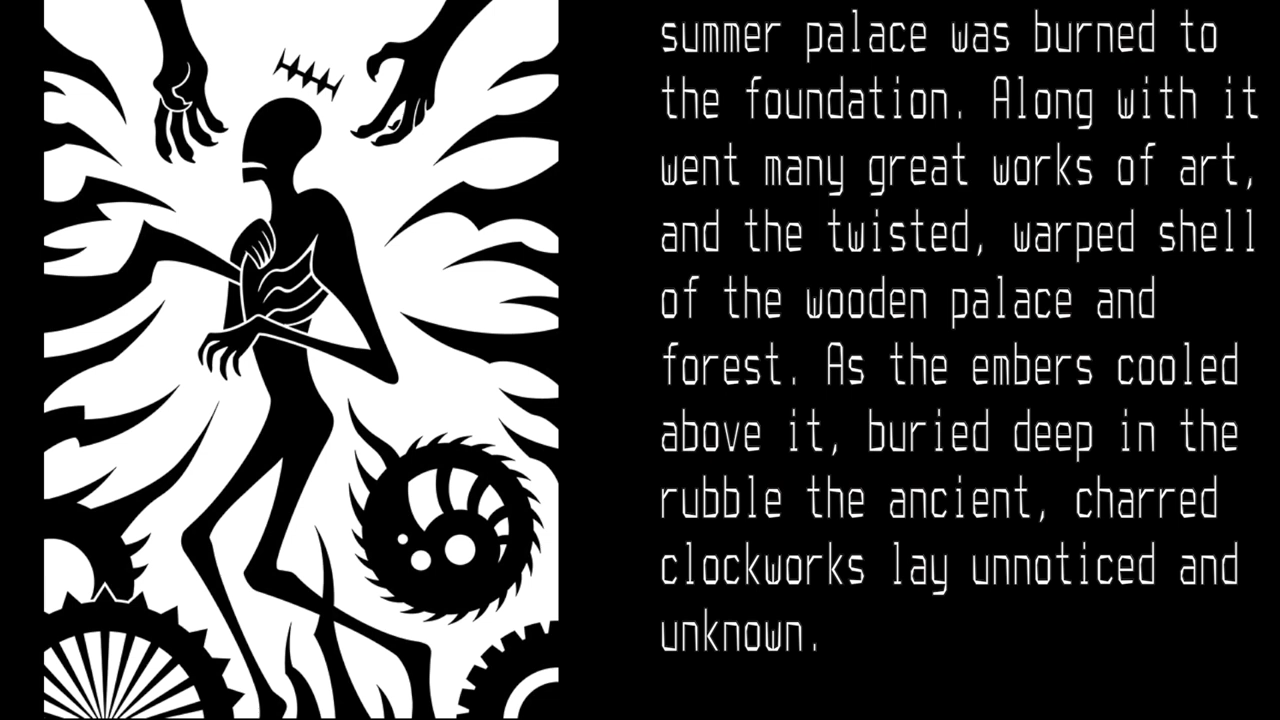 summer palace was burned to
the foundation. Along with it
went many great works of art,
and the twisted, warped shell
of the wooden palace and
forest. As the embers cooled
above it, buried deep in the
rubble the ancient, charred
clockworks lay unnoticed and
unknown.